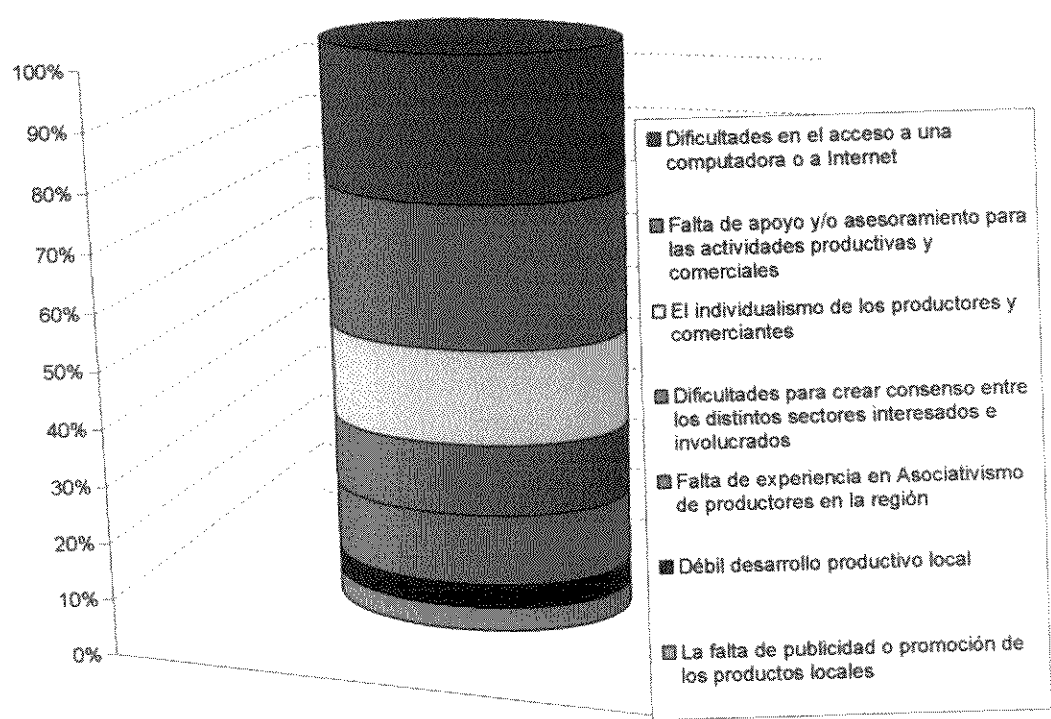 100%
90%
80%
70%
60%
50%
40%
30%
20%
10%
0%
Dificultades en el acceso a una
computadora o a Internet
Falta de apoyo y/o asesoramiento para
las actividades productivas y
comerciales
El individualismo de los productores y
comerciantes
Dificultades para crear consenso entre
los distintos sectores interesados e
involucrados
Falta de experiencia en Asociativismo
de productores en la región
Débil desarrollo productivo local
La falta de publicidad o promoción de
los productos locales